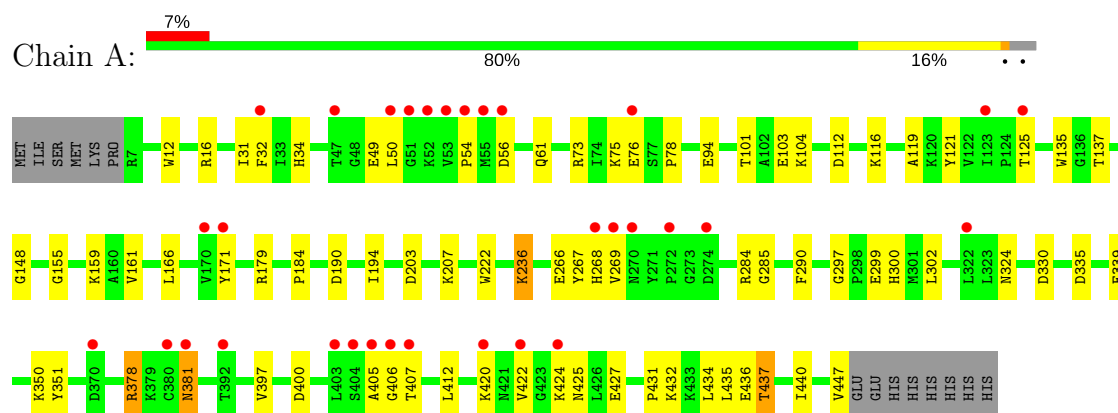 7%
Chain A:
80% 16% • •
MET ILE SER MET LYS PRO R7 W12 R16 I31 F32 I33 H34 T47 G48 E49 L50 G51 K52 V53 P54 M55 D56 Q61 R73 I74 K75 E76 S77 P78 E94 T101 A102 E103 K104 D112 K116 A119 K120 Y121 V122 I123 P124 T125 W135 G136 T137
G148 G155 K159 A160 V161 L166 V170 Y171 R179 P184 D190 I194 D203 K207 W222 K236 E266 Y267 H268 V269 N270 Y271 P272 G273 D274 R284 G285 F290 G297 P298 E299 H300 M301 L302 L322 L323 N324 D330 D335
K350 Y351 D370 R378 K379 C380 N381 T392 V397 D400 L403 S404 A405 G406 T407 L412 K420 N421 V422 G423 K424 N425 L426 E427 P431 K432 K433 L434 L435 E436 T437 I440 V447 GLU GLU HIS HIS HIS HIS HIS HIS